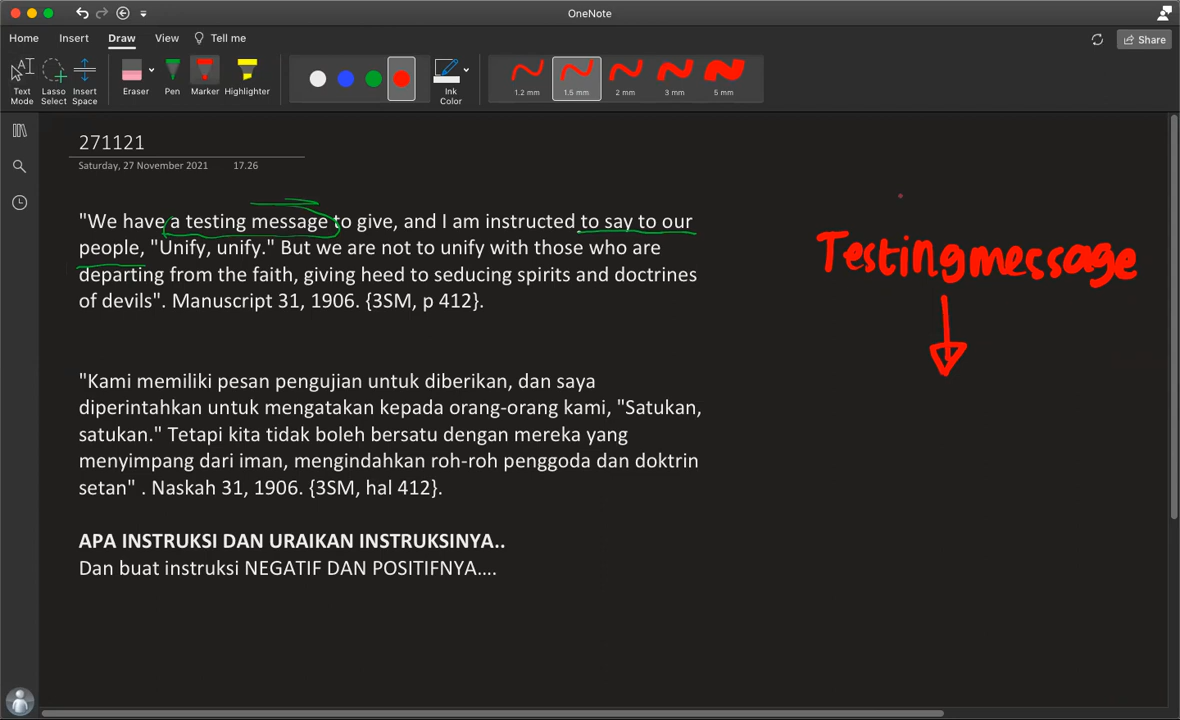 OneNote
Home Insert Draw View Tell me
Share
Text Mode
Lasso Select
Insert Space
Eraser
Pen
Marker
Highlighter
Ink Color
1.2 mm
1.5 mm
2 mm
3 mm
5 mm
271121
Saturday, 27 November 2021 17.26
"We have a testing message to give, and I am instructed to say to our
people, "Unify, unify." But we are not to unify with those who are
departing from the faith, giving heed to seducing spirits and doctrines
of devils". Manuscript 31, 1906. {3SM, p 412}.
Testing message
"Kami memiliki pesan pengujian untuk diberikan, dan saya
diperintahkan untuk mengatakan kepada orang-orang kami, "Satukan,
satukan." Tetapi kita tidak boleh bersatu dengan mereka yang
menyimpang dari iman, mengindahkan roh-roh penggoda dan doktrin
setan" . Naskah 31, 1906. {3SM, hal 412}.
APA INSTRUKSI DAN URAIKAN INSTRUKSINYA..
Dan buat instruksi NEGATIF DAN POSITIFNYA....